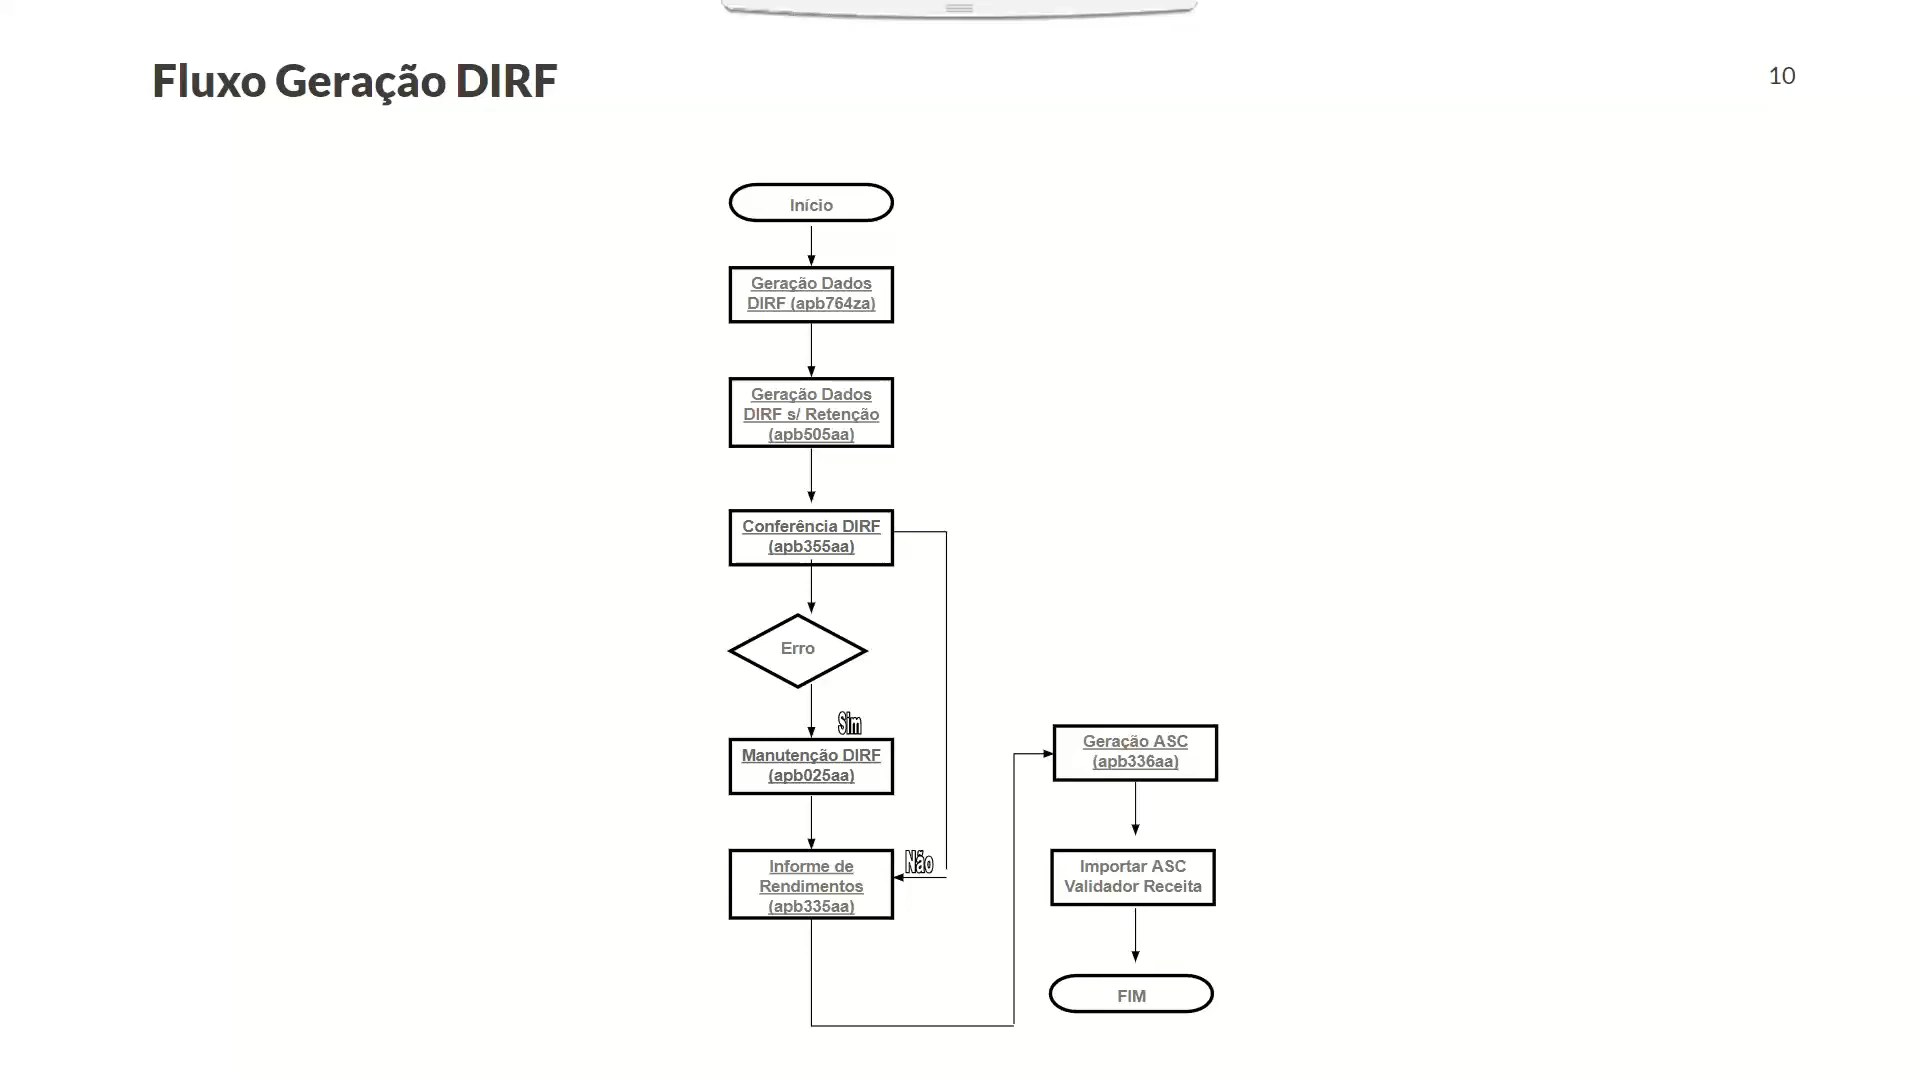 Fluxo Geração DIRF
10
Início
Geração Dados
DIRF (apb764za)
Geração Dados
DIRF s/ Retenção
(apb505aa)
Conferência DIRF
(apb355aa)
Erro
Sim
Manutenção DIRF
(apb025aa)
Não
Informe de
Rendimentos
(apb335aa)
Geração ASC
(apb336aa)
Importar ASC
Validador Receita
FIM